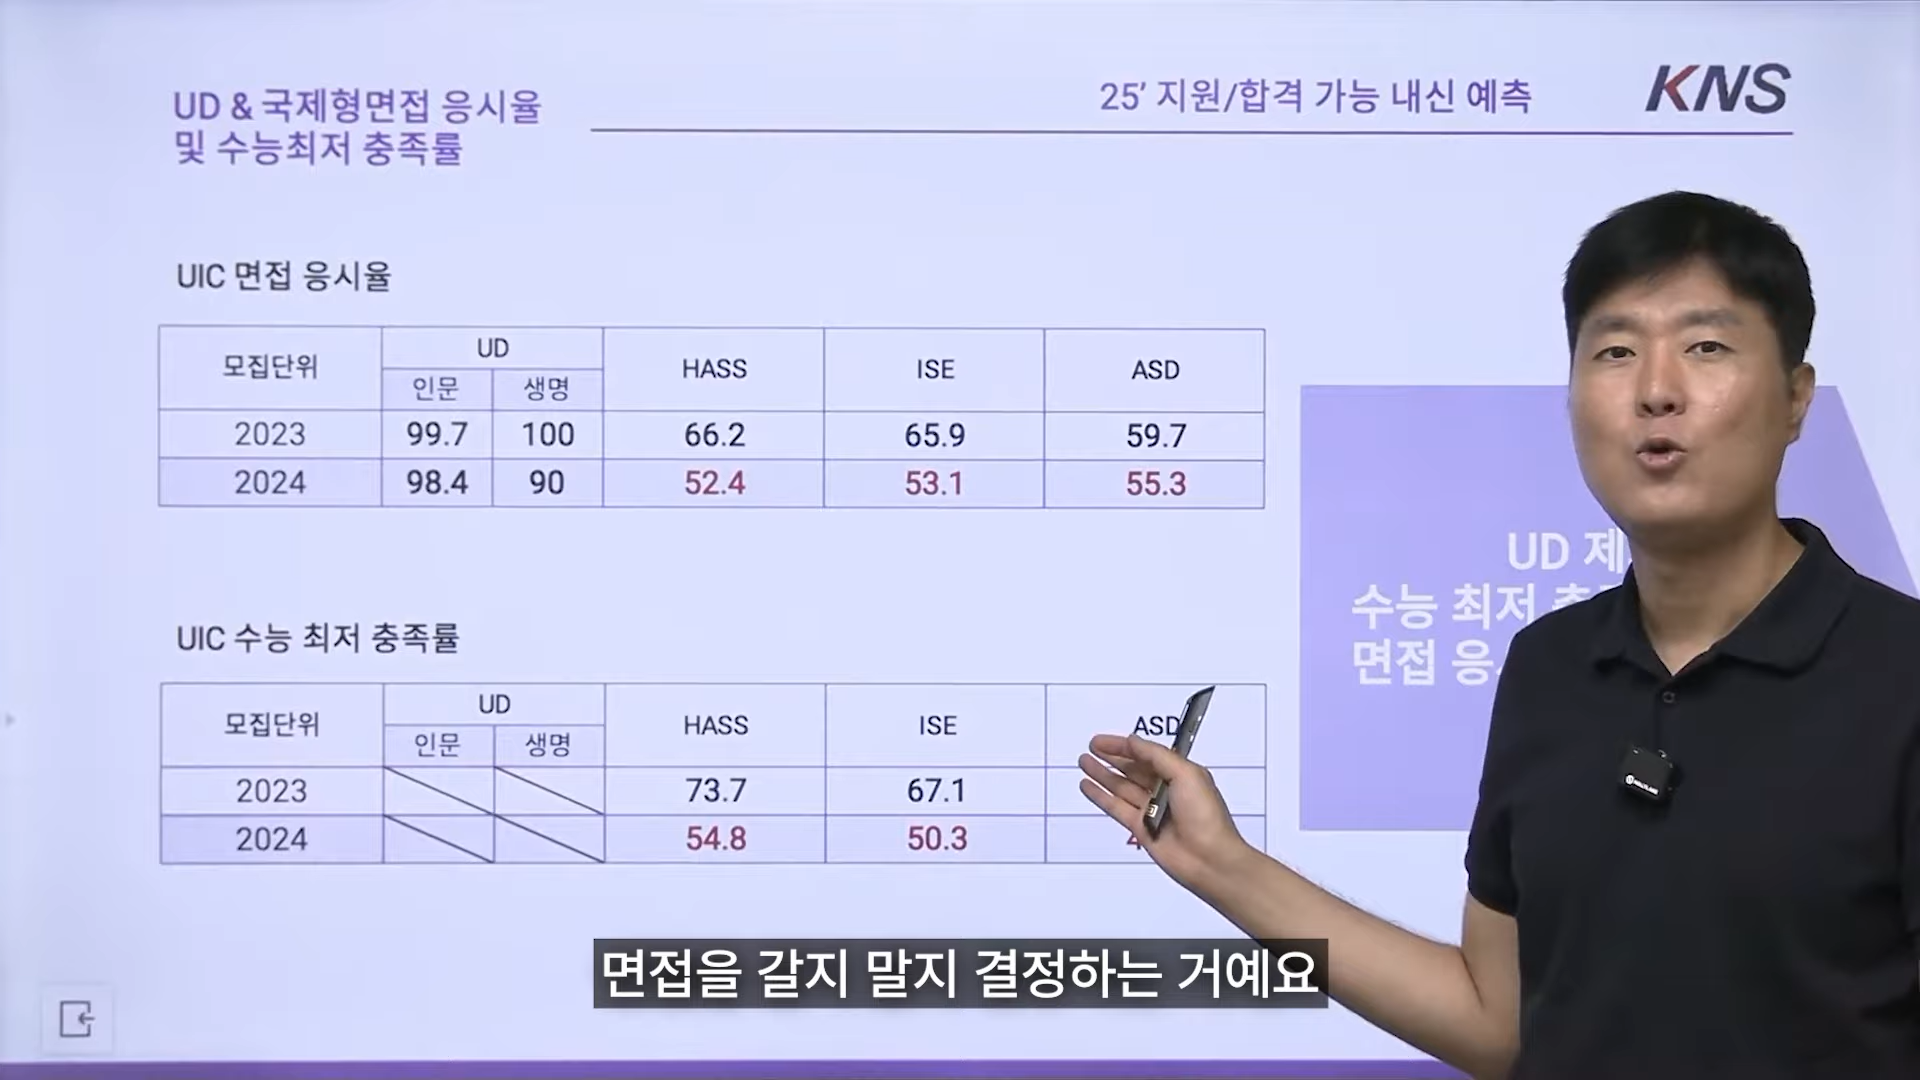 UD & 국제형면접 응시율
및 수능최저 충족률
25’ 지원/합격 가능 내신 예측
KNS
UIC 면접 응시율
모집단위 UD HASS ISE ASD
인문 생명
2023 99.7 100 66.2 65.9 59.7
2024 98.4 90 52.4 53.1 55.3
UD
수능 최저
면접
UIC 수능 최저 충족률
모집단위 UD HASS ISE ASD
인문 생명
2023 73.7 67.1
2024 54.8 50.3
면접을 갈지 말지 결정하는 거예요